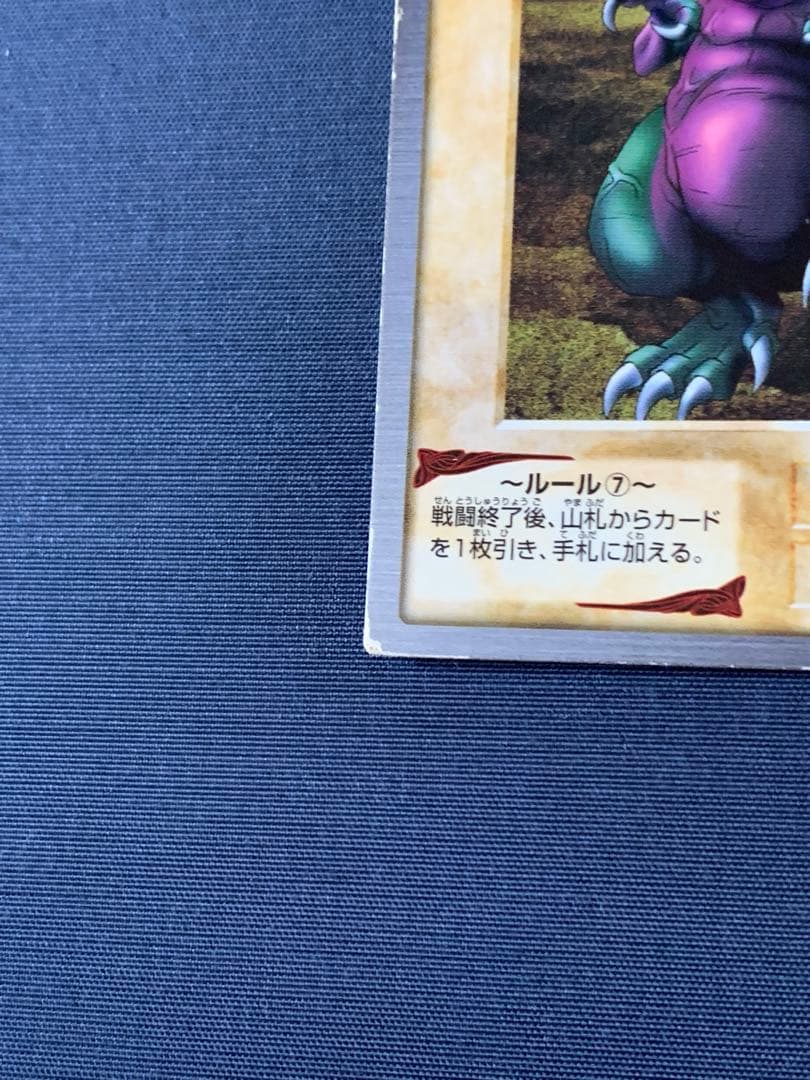 ～ルール⑦～
戦闘終了後、山札からカード
を1枚引き、手札に加える。